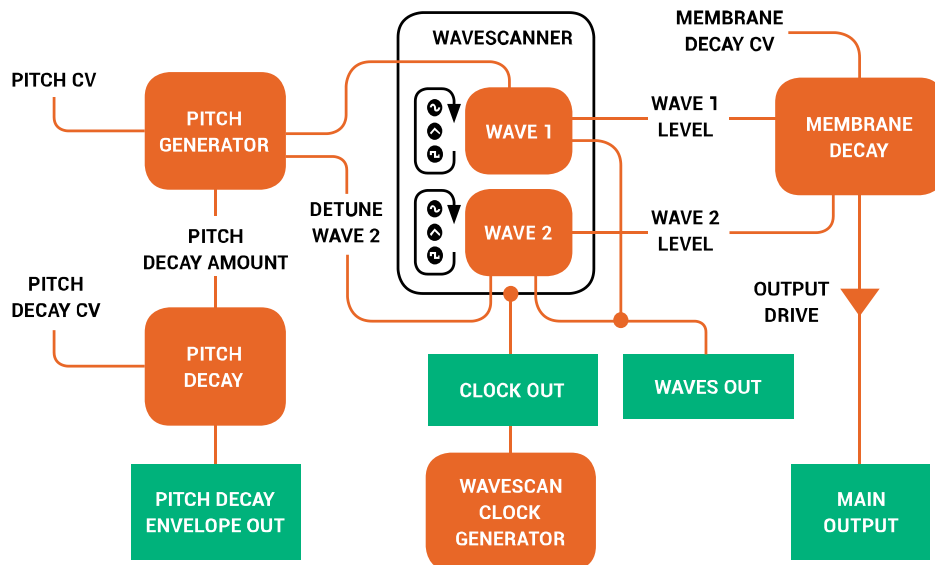 WAVESCANNER
MEMBRANE
DECAY CV
PITCH CV
PITCH
GENERATOR
WAVE 1
WAVE 1
LEVEL
MEMBRANE
DECAY
DETUNE
WAVE 2
WAVE 2
WAVE 2
LEVEL
PITCH
DECAY AMOUNT
PITCH
DECAY CV
OUTPUT
DRIVE
PITCH
DECAY
CLOCK OUT
WAVES OUT
PITCH DECAY
ENVELOPE OUT
WAVESCAN
CLOCK
GENERATOR
MAIN
OUTPUT